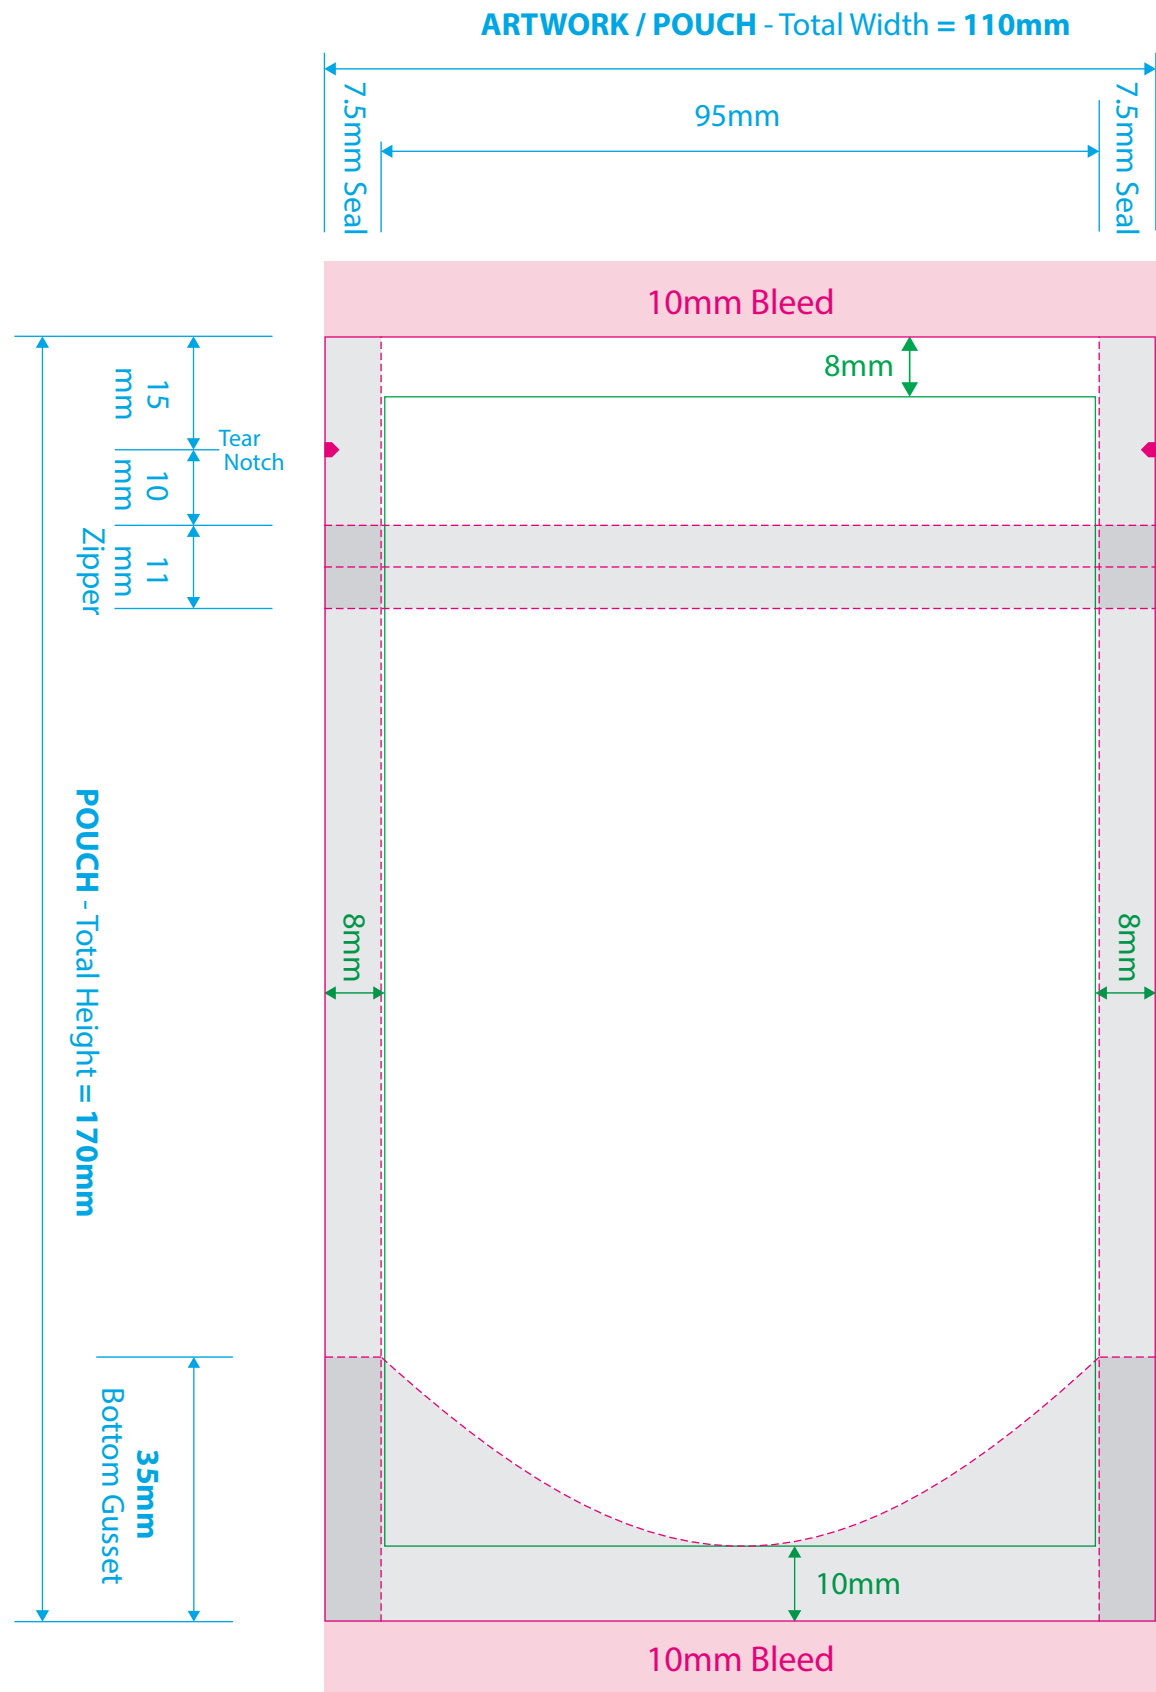 ARTWORK / POUCH - Total Width = 110mm
7.5mm Seal
95mm
7.5mm Seal
10mm Bleed
8mm
15
mm
Tear
Notch
10
mm
11
mm
Zipper
POUCH - Total Height = 170mm
8mm
8mm
35mm
Bottom Gusset
10mm
10mm Bleed